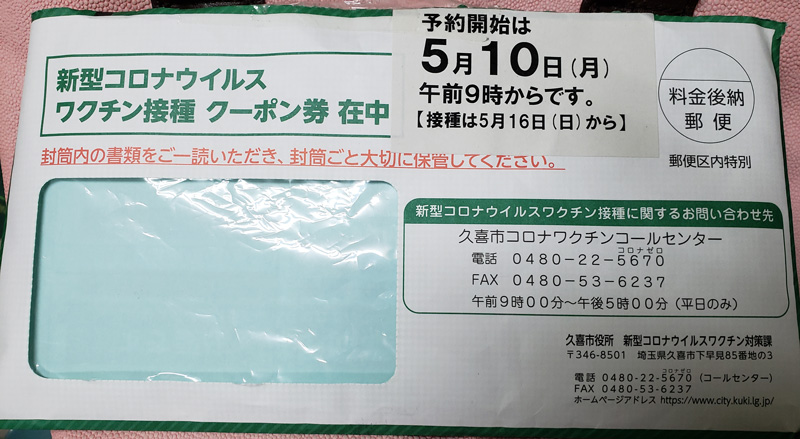 新型コロナウイルス
ワクチン接種 クーポン券 在中
予約開始は
5月10日(月)
午前9時からです。
【接種は5月16日(日)から】
料金後納
郵便
郵便区内特別
封筒内の書類をご一読いただき、封筒ごと大切に保管してください。
新型コロナウイルスワクチン接種に関するお問い合わせ先
久喜市コロナワクチンコールセンター
コロナゼロ
電話 0480-22-5670
FAX 0480-53-6237
午前9時00分~午後5時00分(平日のみ)
久喜市役所 新型コロナウイルスワクチン対策課
〒346-8501 埼玉県久喜市下早見85番地の3
コロナゼロ
電話 0480-22-5670(コールセンター)
FAX 0480-53-6237
ホームページアドレス https://www.city.kuki.lg.jp/